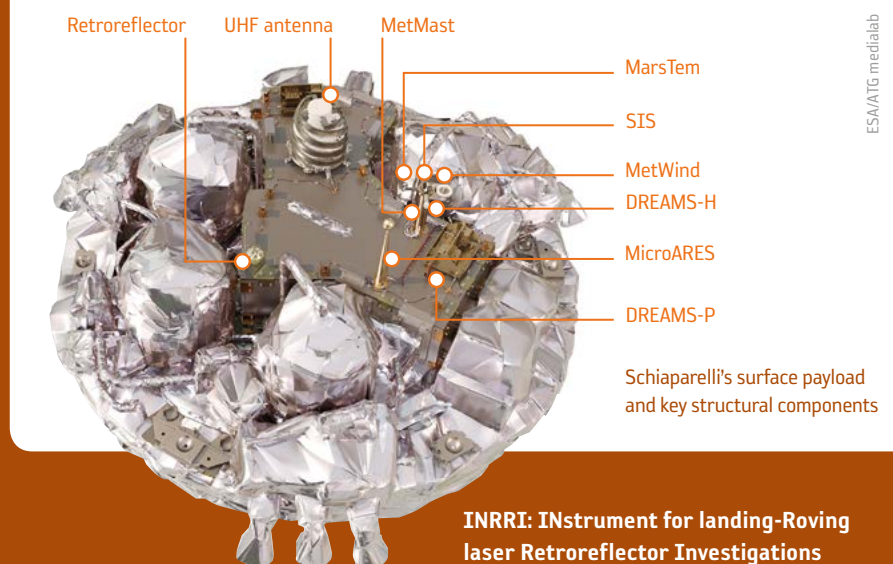 Retroreflector
UHF antenna
MetMast
MarsTem
SIS
MetWind
DREAMS-H
MicroARES
DREAMS-P
Schiaparelli's surface payload
and key structural components
ESA/ATG medialab
INRRI: INstrument for landing-Roving
laser Retroreflector Investigations